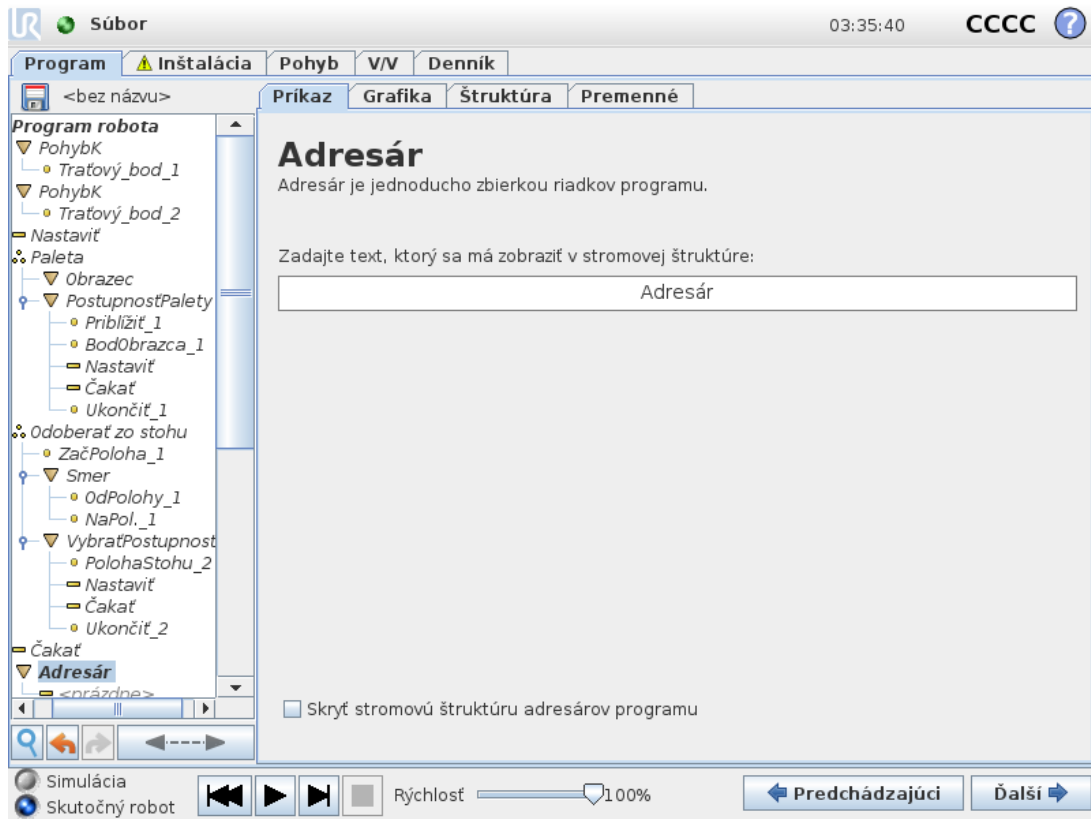 UR Súbor 03:35:40 CCCC ?
Program Inštalácia Pohyb V/V Denník
<bez názvu> Príkaz Grafika Štruktúra Premenné
Program robota
PohybK
Traťový_bod_1
PohybK
Traťový_bod_2
Nastaviť
Paleta
Obrazec
PostupnosťPalety
Priblížiť_1
BodObrazca_1
Nastaviť
Čakať
Ukončiť_1
Odoberať zo stohu
ZačPoloha_1
Smer
OdPolohy_1
NaPol._1
VybraťPostupnosť
PolohaStohu_2
Nastaviť
Čakať
Ukončiť_2
Čakať
Adresár
<prázdne>
Adresár
Adresár je jednoducho zbierkou riadkov programu.
Zadajte text, ktorý sa má zobraziť v stromovej štruktúre:
Adresár
Skryť stromovú štruktúru adresárov programu
Simulácia
Skutočný robot
Rýchlosť 100%
Predchádzajúci Ďalší